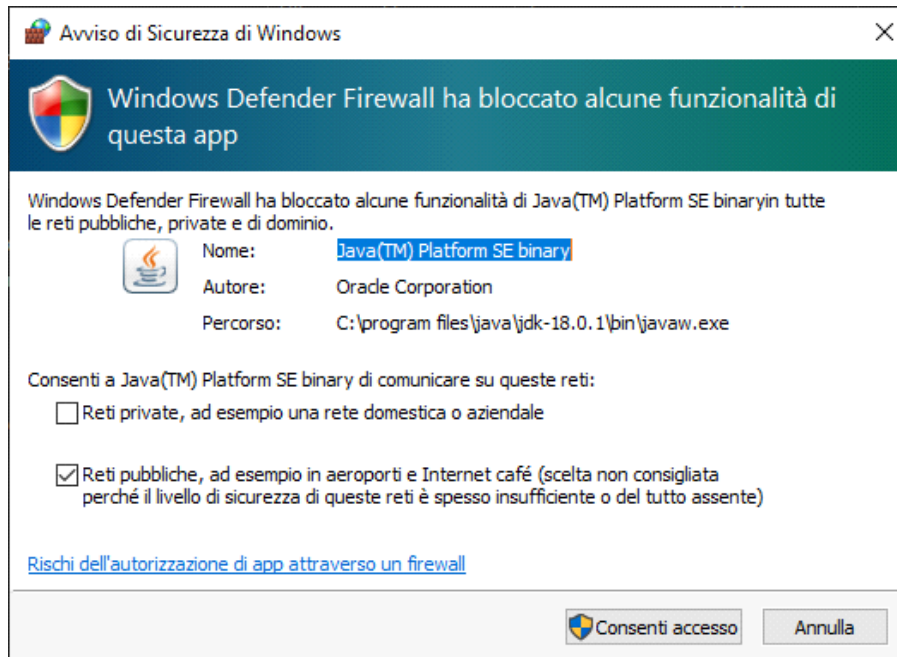 Avviso di Sicurezza di Windows
Windows Defender Firewall ha bloccato alcune funzionalità di
questa app
Windows Defender Firewall ha bloccato alcune funzionalità di Java(TM) Platform SE binaryin tutte
le reti pubbliche, private e di dominio.
Nome: Java(TM) Platform SE binary
Autore: Oracle Corporation
Percorso: C:\program files\java\jdk-18.0.1\bin\javaw.exe
Consenti a Java(TM) Platform SE binary di comunicare su queste reti:
Reti private, ad esempio una rete domestica o aziendale
Reti pubbliche, ad esempio in aeroporti e Internet café (scelta non consigliata
perché il livello di sicurezza di queste reti è spesso insufficiente o del tutto assente)
Rischi dell'autorizzazione di app attraverso un firewall
Consenti accesso Annulla